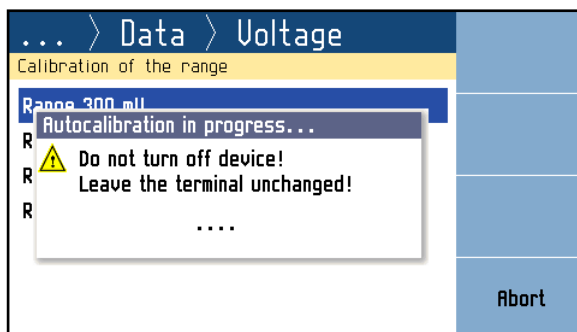 ... > Data > Voltage
Calibration of the range
Range 300 mV
Autocalibration in progress...
R
Do not turn off device!
R
Leave the terminal unchanged!
R
....
Abort